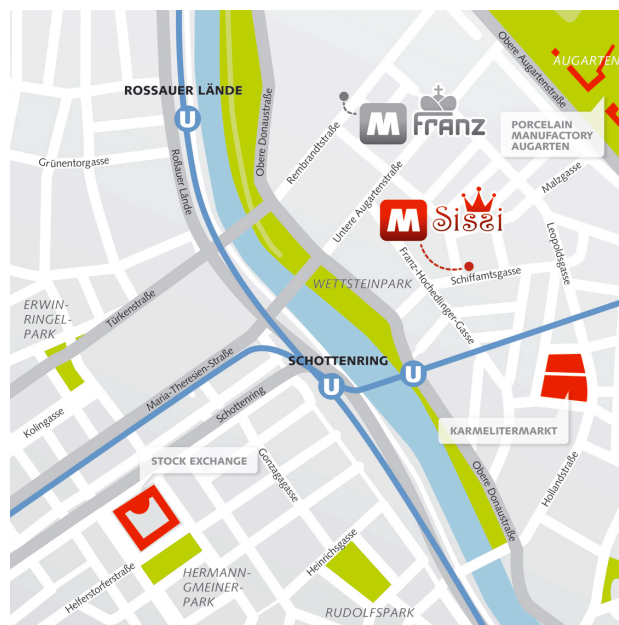 Obere Augartenstraße
AUGARTEN
ROSSAUER LÄNDE
U
Obere Donaustraße
M FRANZ
PORCELAIN
MANUFACTORY
AUGARTEN
Grünentorgasse
Roßauer Lände
Rembrandtstraße
Untere Augartenstraße
Malzgasse
M Sissi
Leopoldsgasse
Franz-Hochedlinger-Gasse
Schiffamtsgasse
WETTSTEINPARK
ERWIN-
RINGEL-
PARK
Türkenstraße
SCHOTTENRING
U
U
Maria-Theresien-Straße
Schottenring
Kolingasse
KARMELITERMARKT
STOCK EXCHANGE
Gonzagagasse
Obere Donaustraße
Hollandstraße
Heinrichsgasse
Helferstorferstraße
HERMANN-
GMEINER-
PARK
RUDOLFSPARK